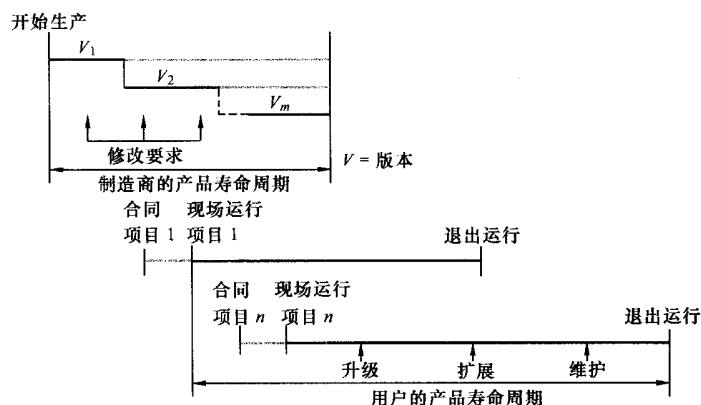 开始生产
V1
V2
Vm
修改要求
V = 版本
制造商的产品寿命周期
合同 现场运行
项目 1 项目 1
退出运行
合同 现场运行
项目 n 项目 n
退出运行
升级 扩展 维护
用户的产品寿命周期